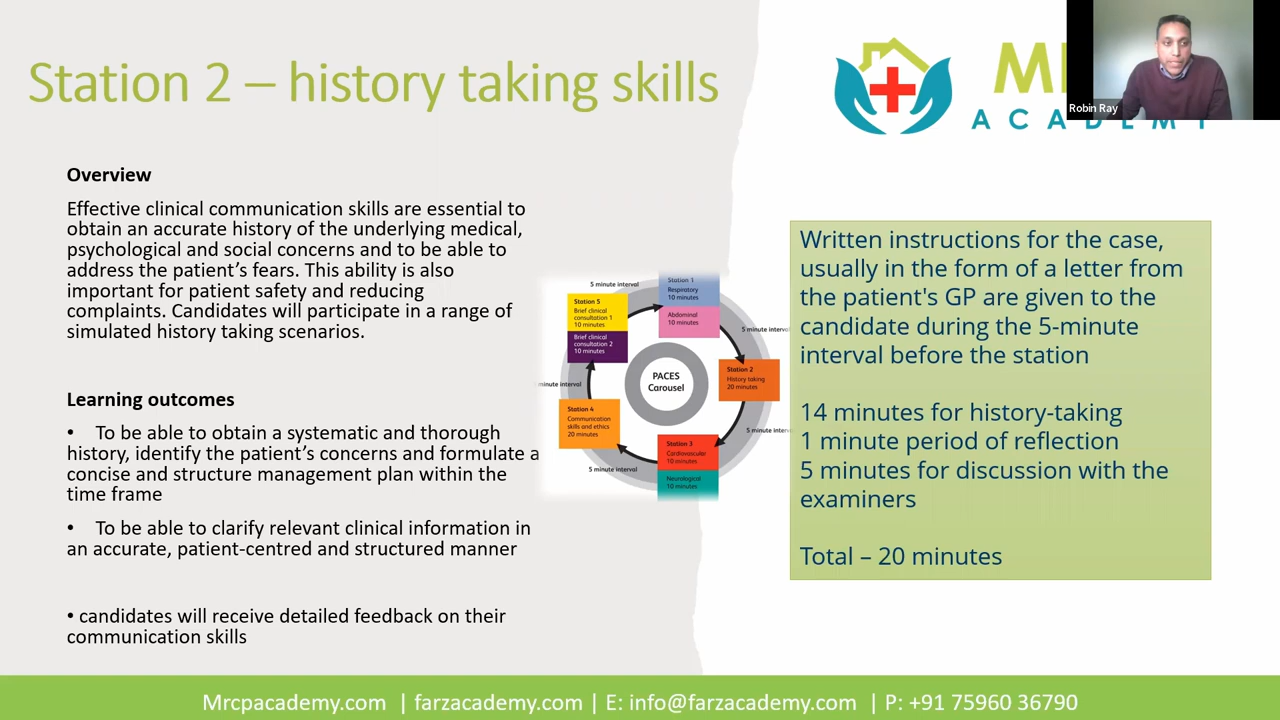 Station 2 – history taking skills
Robin Ray
Overview
Effective clinical communication skills are essential to
obtain an accurate history of the underlying medical,
psychological and social concerns and to be able to
address the patient's fears. This ability is also
important for patient safety and reducing
complaints. Candidates will participate in a range of
simulated history taking scenarios.
Learning outcomes
• To be able to obtain a systematic and thorough
history, identify the patient's concerns and formulate a
concise and structure management plan within the
time frame
• To be able to clarify relevant clinical information in
an accurate, patient-centred and structured manner
• candidates will receive detailed feedback on their
communication skills
5 minute interval
Station 1
Respiratory
10 minutes
Abdominal
10 minutes
5 minute interval
Station 2
History taking
20 minutes
5 minute
Station 3
Cardiovascular
10 minutes
Neurological
10 minutes
5 minute interval
Station 4
Communication
skills and ethics
20 minutes
minute interval
Station 5
Brief clinical
consultation 1
10 minutes
Brief clinical
consultation 2
10 minutes
PACES
Carousel
Written instructions for the case,
usually in the form of a letter from
the patient's GP are given to the
candidate during the 5-minute
interval before the station
14 minutes for history-taking
1 minute period of reflection
5 minutes for discussion with the
examiners
Total – 20 minutes
Mrcpacademy.com | farzacademy.com | E: info@farzacademy.com | P: +91 75960 36790